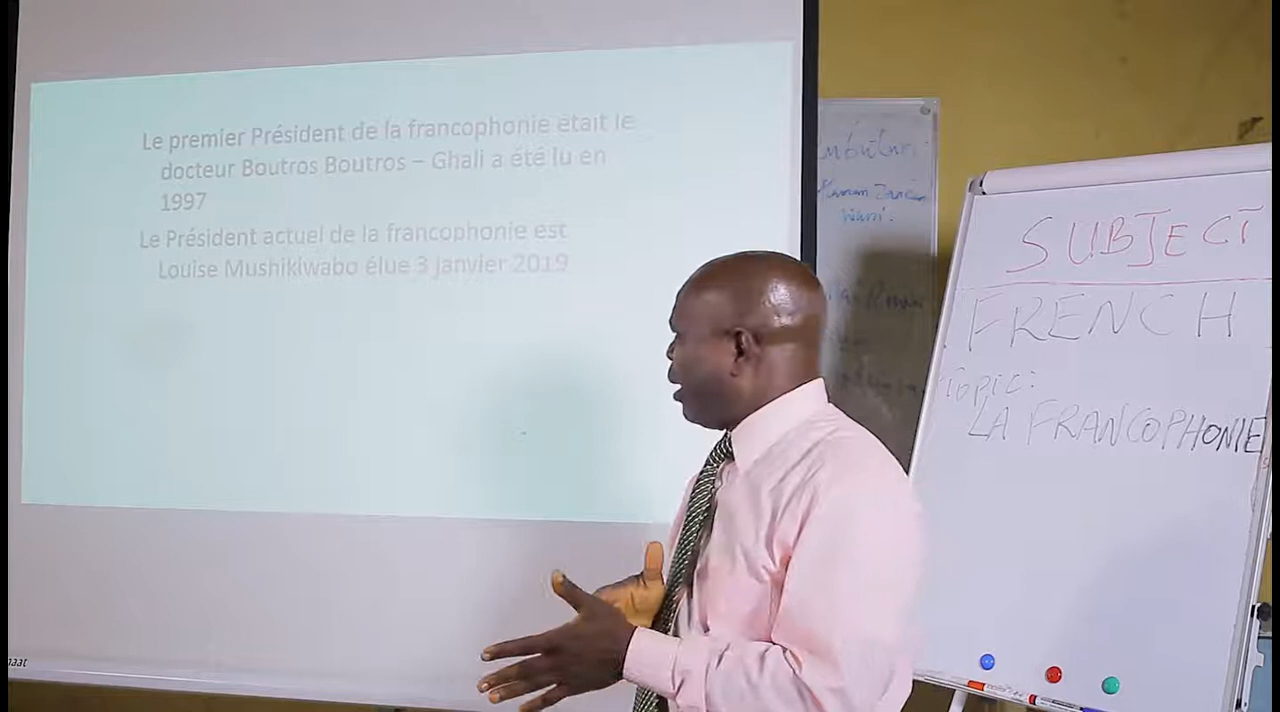 Le premier Président de la francophonie était le
docteur Boutros Boutros – Ghali a été lu en
1997
Le Président actuel de la francophonie est
Louise Mushikiwabo élue 3 janvier 2019
SUBJECT
FRENCH
TOPIC:
LA FRANCOPHONIE